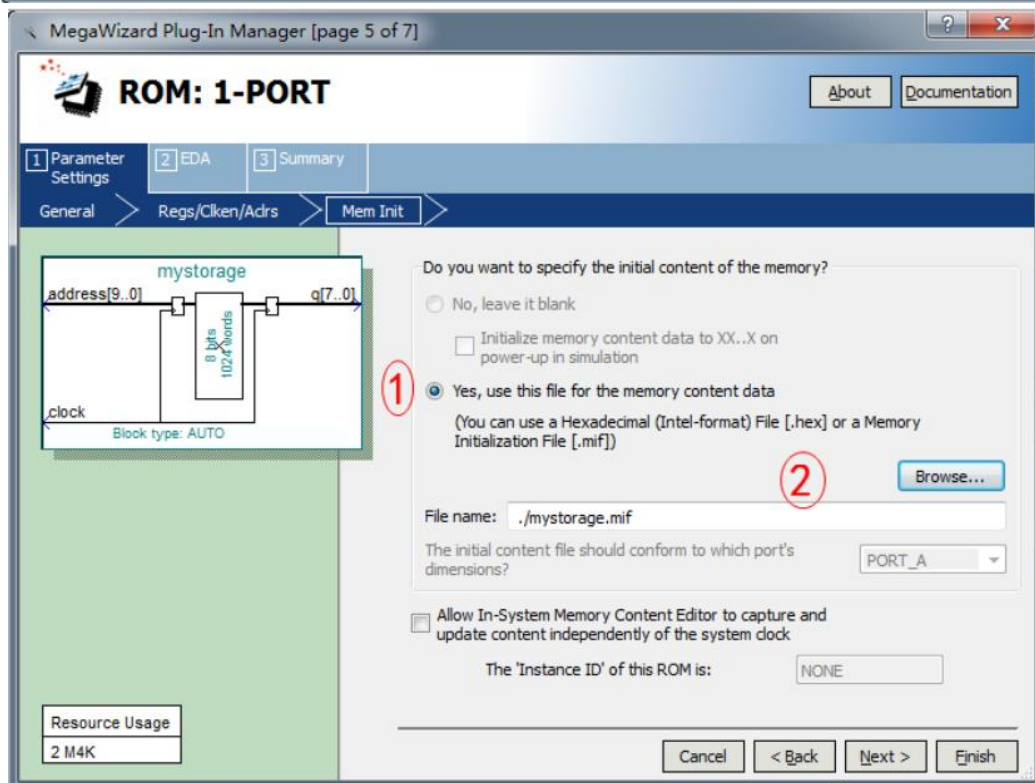 MegaWizard Plug-In Manager [page 5 of 7]
?
X
ROM: 1-PORT
About
Documentation
1 Parameter
Settings
2 EDA
3 Summary
General
Regs/Clken/Aclrs
Mem Init
mystorage
address[9..0]
q[7..0]
8 bits
1024 words
clock
Block type: AUTO
Do you want to specify the initial content of the memory?
No, leave it blank
Initialize memory content data to XX..X on
power-up in simulation
1
Yes, use this file for the memory content data
(You can use a Hexadecimal (Intel-format) File [.hex] or a Memory
Initialization File [.mif])
2
Browse...
File name: ./mystorage.mif
The initial content file should conform to which port's
dimensions?
PORT_A
Allow In-System Memory Content Editor to capture and
update content independently of the system clock
The 'Instance ID' of this ROM is:
NONE
Resource Usage
2 M4K
Cancel
< Back
Next >
Finish